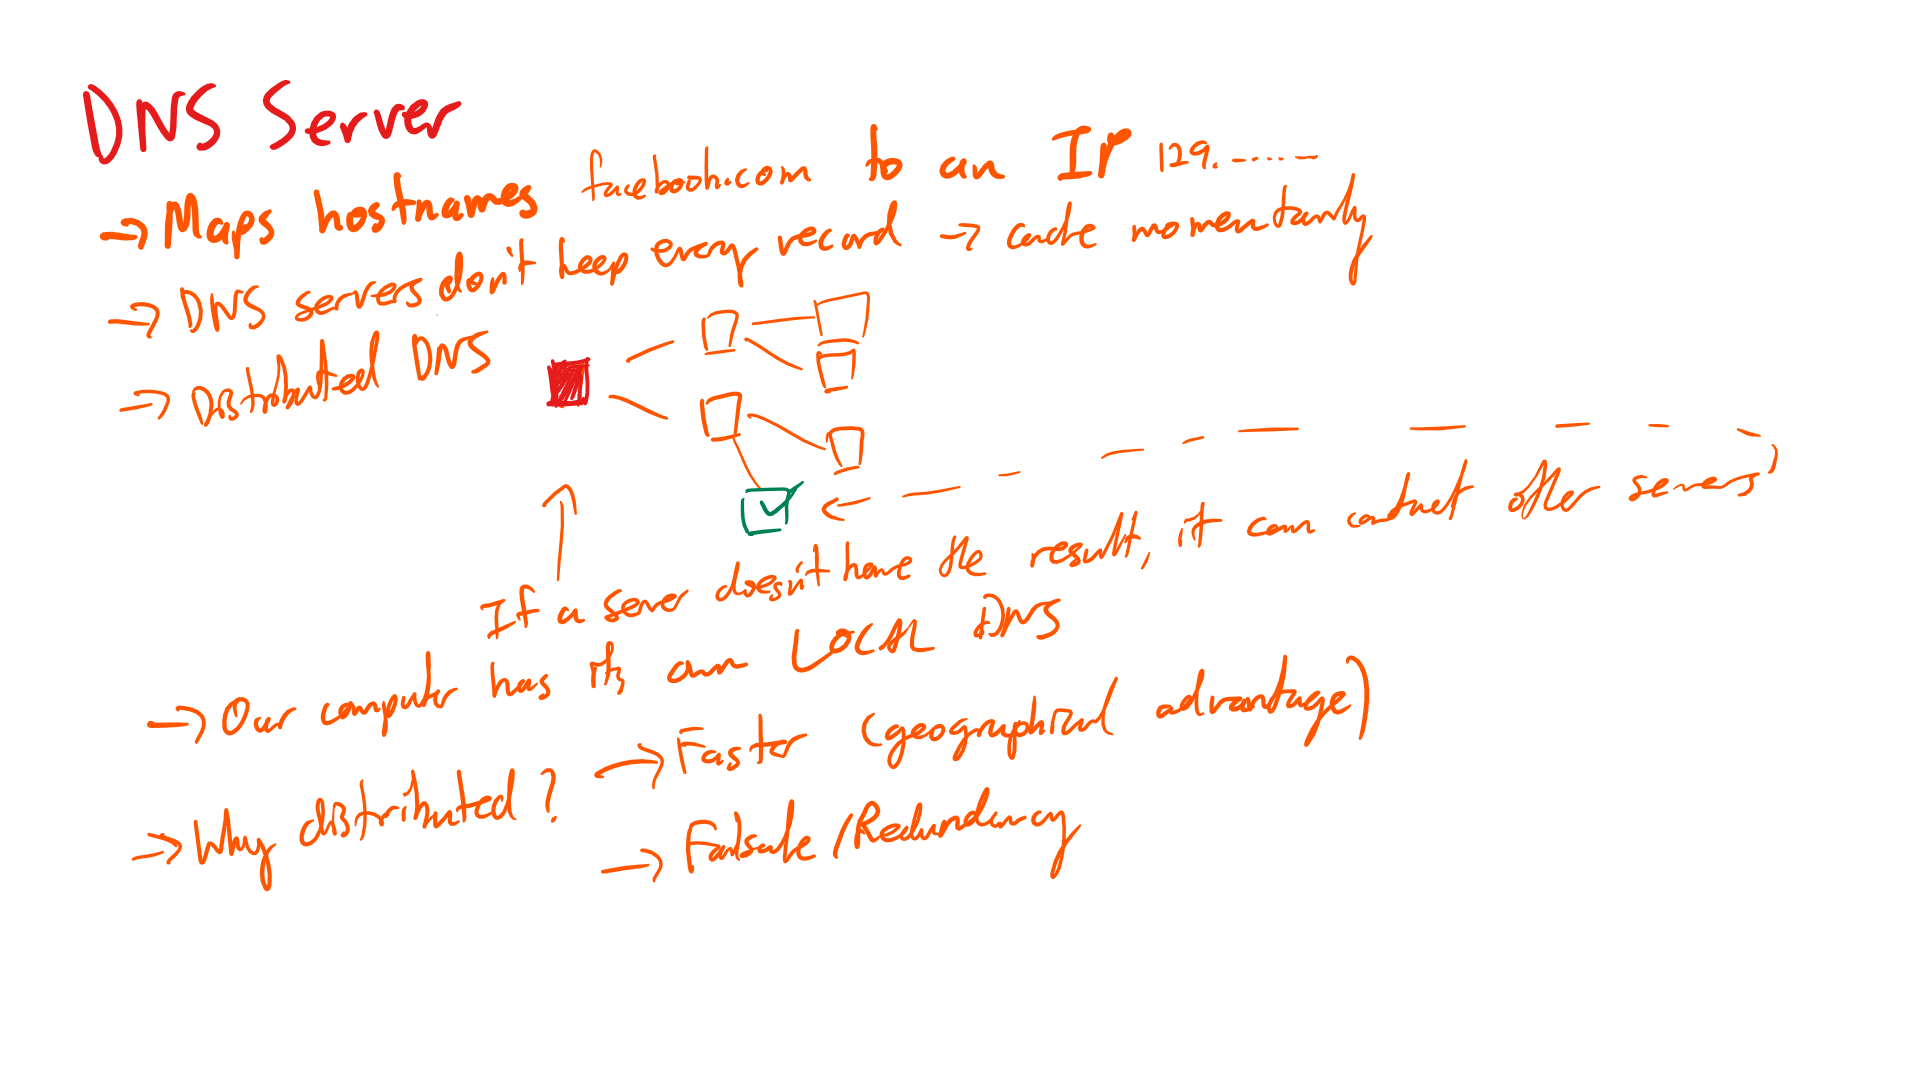 DNS Server
→ Maps hostnames facebook.com to an IP 129. .......
→ DNS servers don't keep every record → cache momentarily
→ Distributed DNS
If a server doesn't have the result, it can contact other servers
→ Our computer has its own LOCAL DNS
→ Why distributed? → Faster (geographical advantage)
→ Failsafe / Redundancy